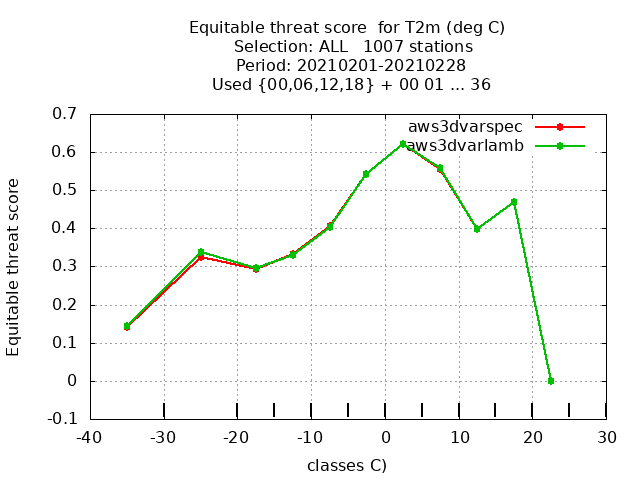 Equitable threat score  for T2m (deg C)
Selection: ALL   1007 stations
Period: 20210201-20210228
Used {00,06,12,18} + 00 01 ... 36
aws3dvarspec
aws3dvarlamb
Equitable threat score
0.7
0.6
0.5
0.4
0.3
0.2
0.1
0
-0.1
-40 -30 -20 -10 0 10 20 30
classes C)